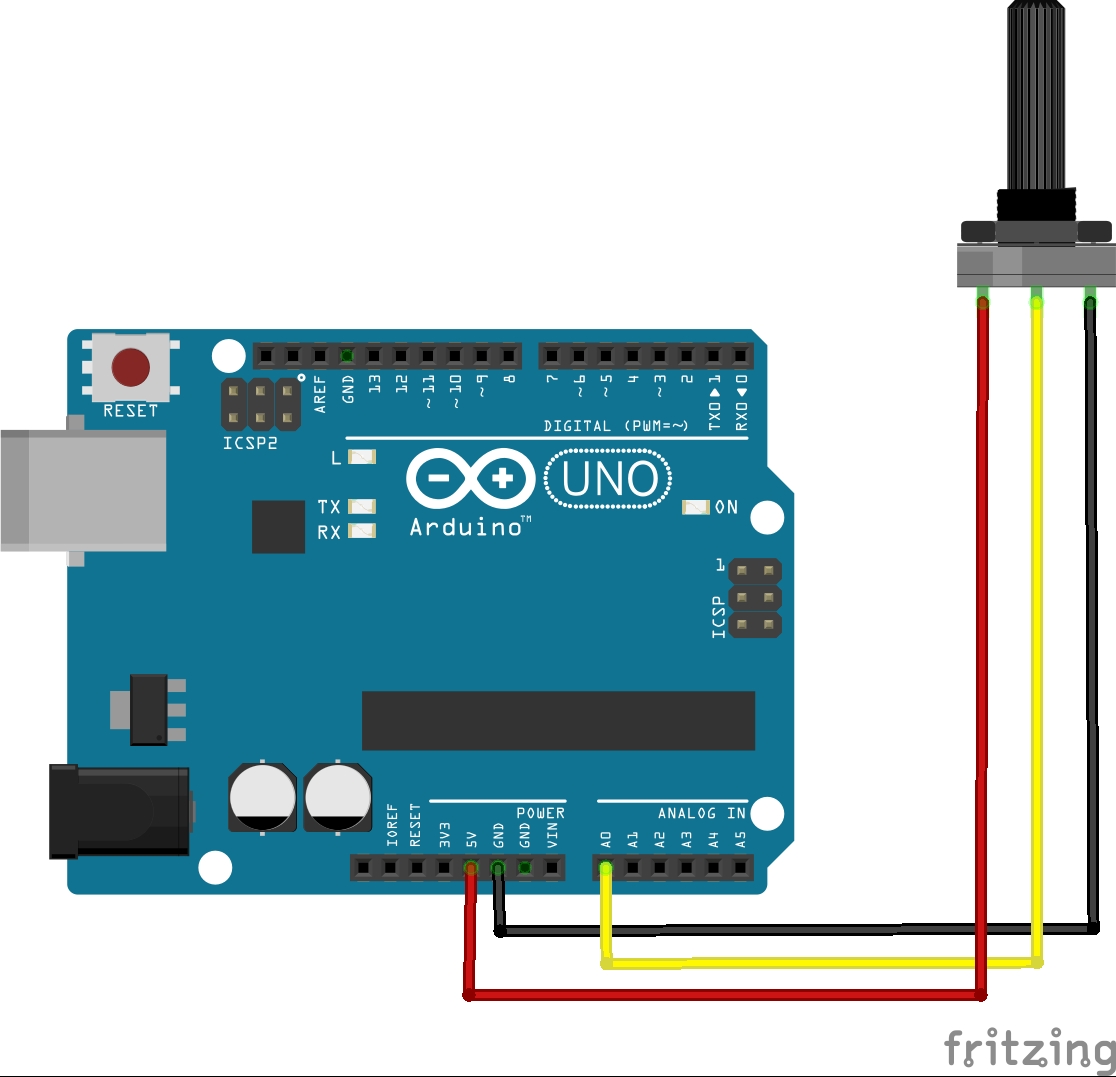 RESET
ICSP2
AREF
GND
13
12
~11
~10
~9
8
7
~6
~5
4
~3
2
TX0▶1
RX0◀0
DIGITAL (PWM=~)
L
TX
RX
Arduino™
UNO
ON
1
ICSP
POWER
ANALOG IN
IOREF
RESET
3V3
5V
GND
GND
VIN
A0
A1
A2
A3
A4
A5
fritzing